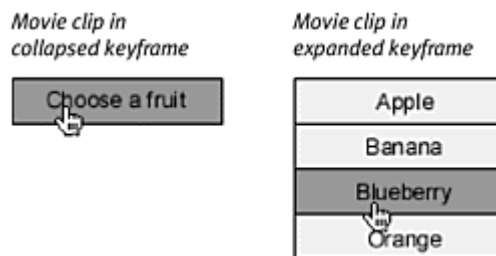 Movie clip in
collapsed keyframe
Choose a fruit
Movie clip in
expanded keyframe
Apple
Banana
Blueberry
Orange